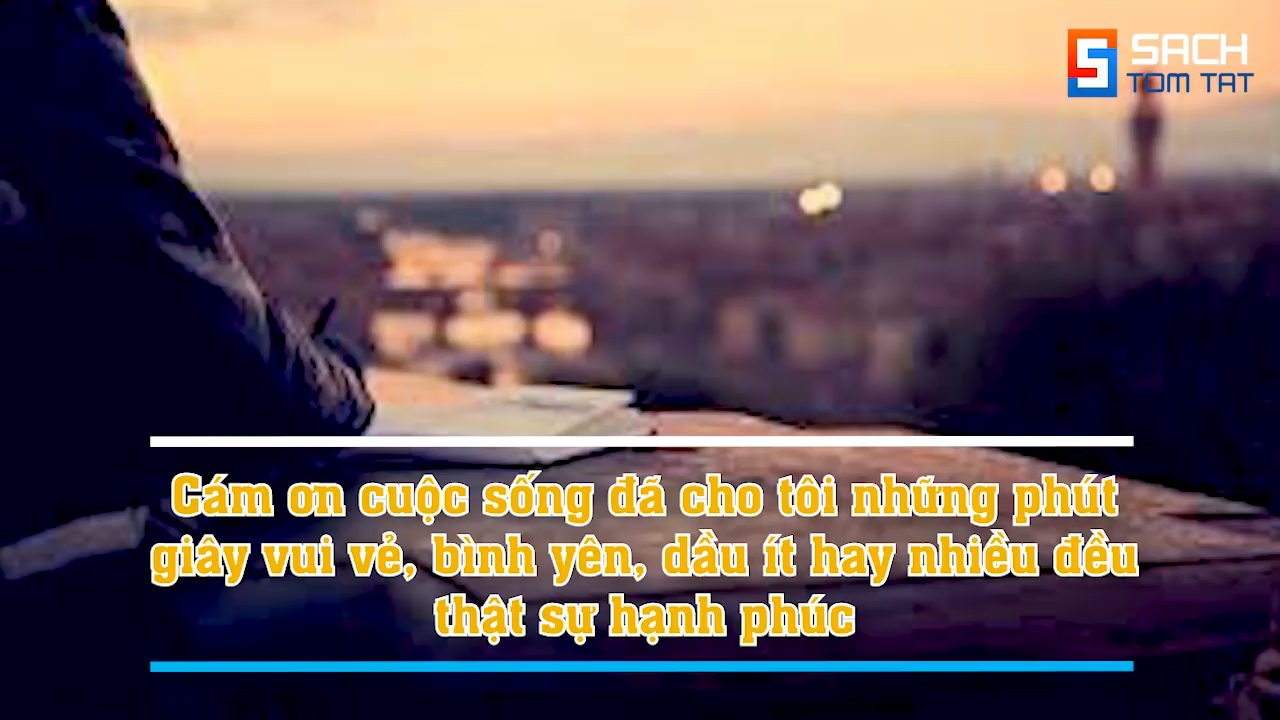 SACH
TOM TAT
Cám ơn cuộc sống đã cho tôi những phút
giây vui vẻ, bình yên, dầu ít hay nhiều đều
thật sự hạnh phúc